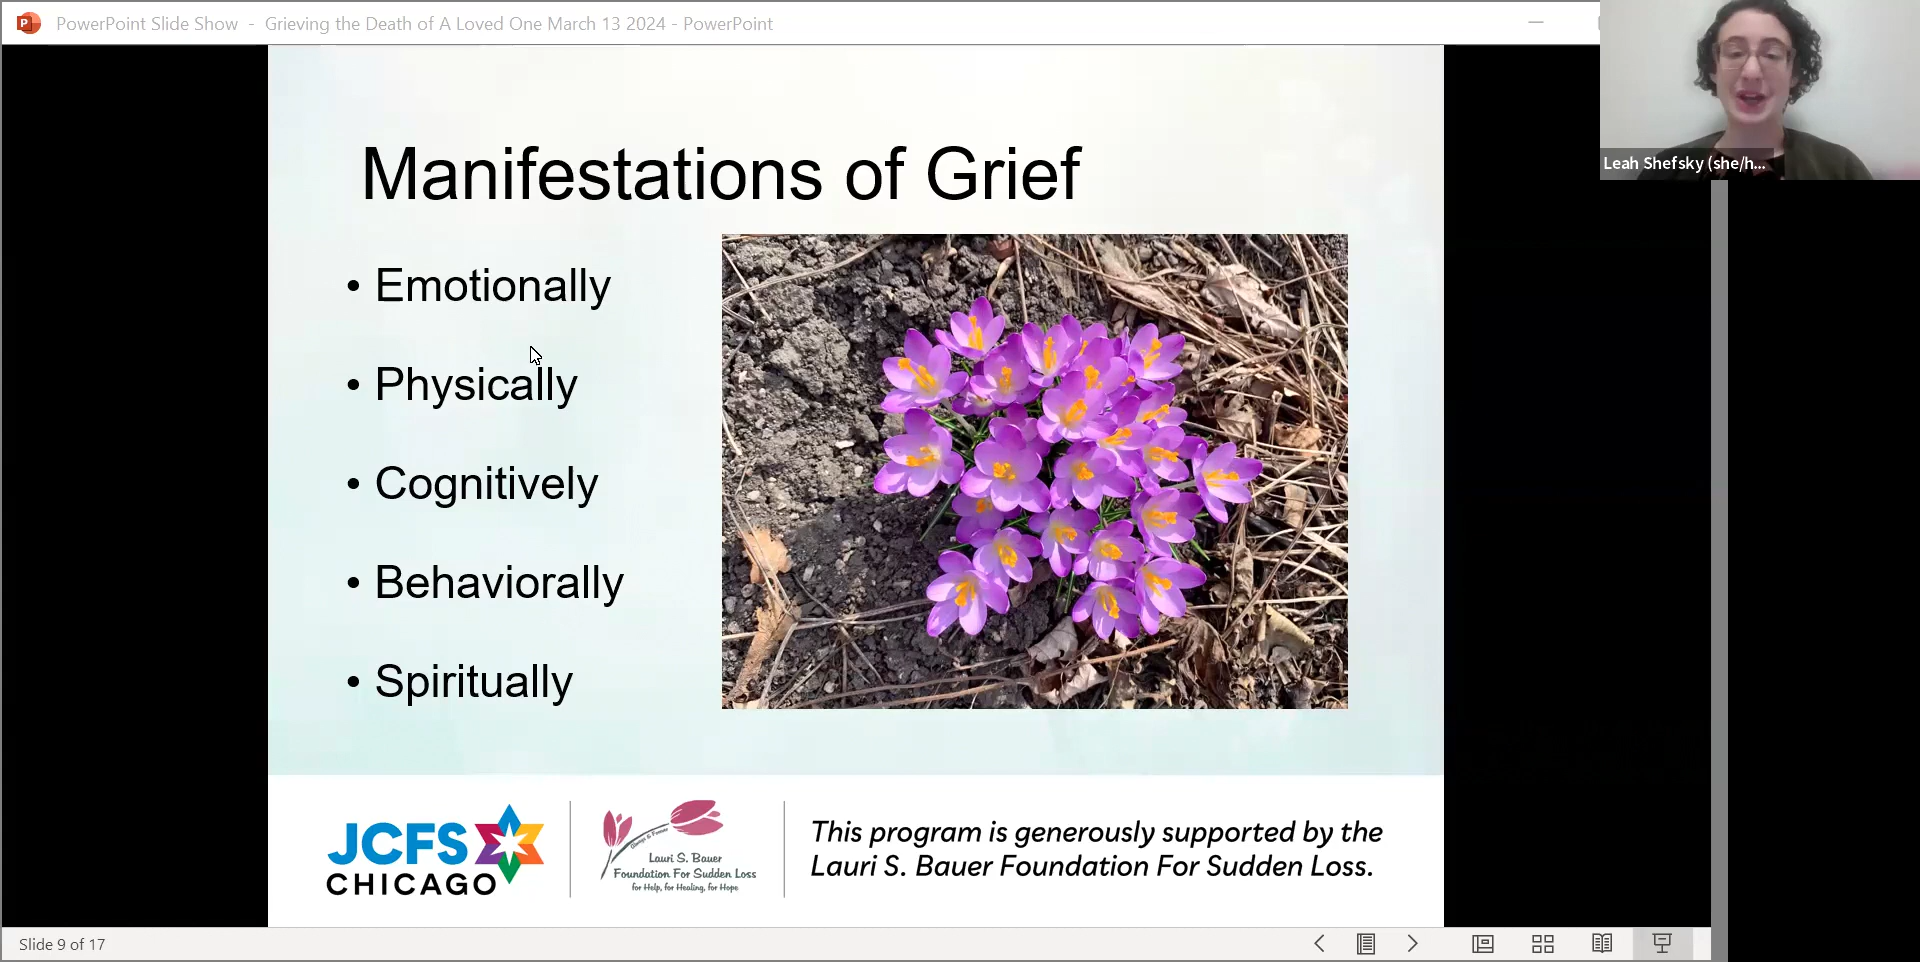 PowerPoint Slide Show - Grieving the Death of A Loved One March 13 2024 - PowerPoint
Leah Shefsky (she/h...
Manifestations of Grief
• Emotionally
• Physically
• Cognitively
• Behaviorally
• Spiritually
JCFS
CHICAGO
Always & Forever
Lauri S. Bauer
Foundation For Sudden Loss
for Help, for Healing, for Hope
This program is generously supported by the
Lauri S. Bauer Foundation For Sudden Loss.
Slide 9 of 17